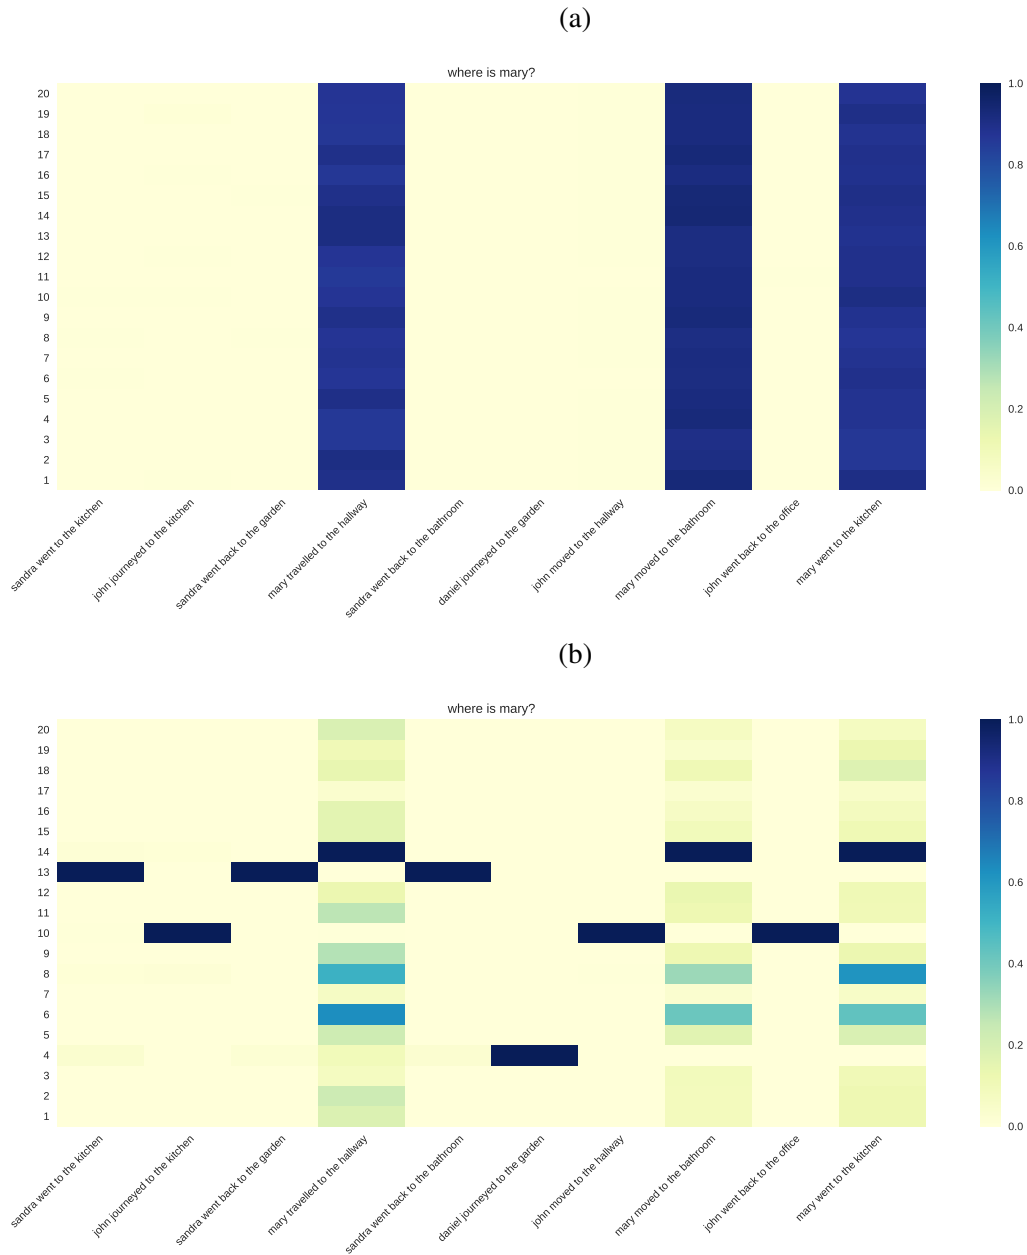 (a)
where is mary?
20
19
18
17
16
15
14
13
12
11
10
9
8
7
6
5
4
3
2
1
1.0
0.8
0.6
0.4
0.2
0.0
sandra went to the kitchen
john journeyed to the kitchen
sandra went back to the garden
mary travelled to the hallway
sandra went back to the bathroom
daniel journeyed to the garden
john moved to the hallway
mary moved to the bathroom
john went back to the office
mary went to the kitchen
(b)
where is mary?
20
19
18
17
16
15
14
13
12
11
10
9
8
7
6
5
4
3
2
1
1.0
0.8
0.6
0.4
0.2
0.0
sandra went to the kitchen
john journeyed to the kitchen
sandra went back to the garden
mary travelled to the hallway
sandra went back to the bathroom
daniel journeyed to the garden
john moved to the hallway
mary moved to the bathroom
john went back to the office
mary went to the kitchen